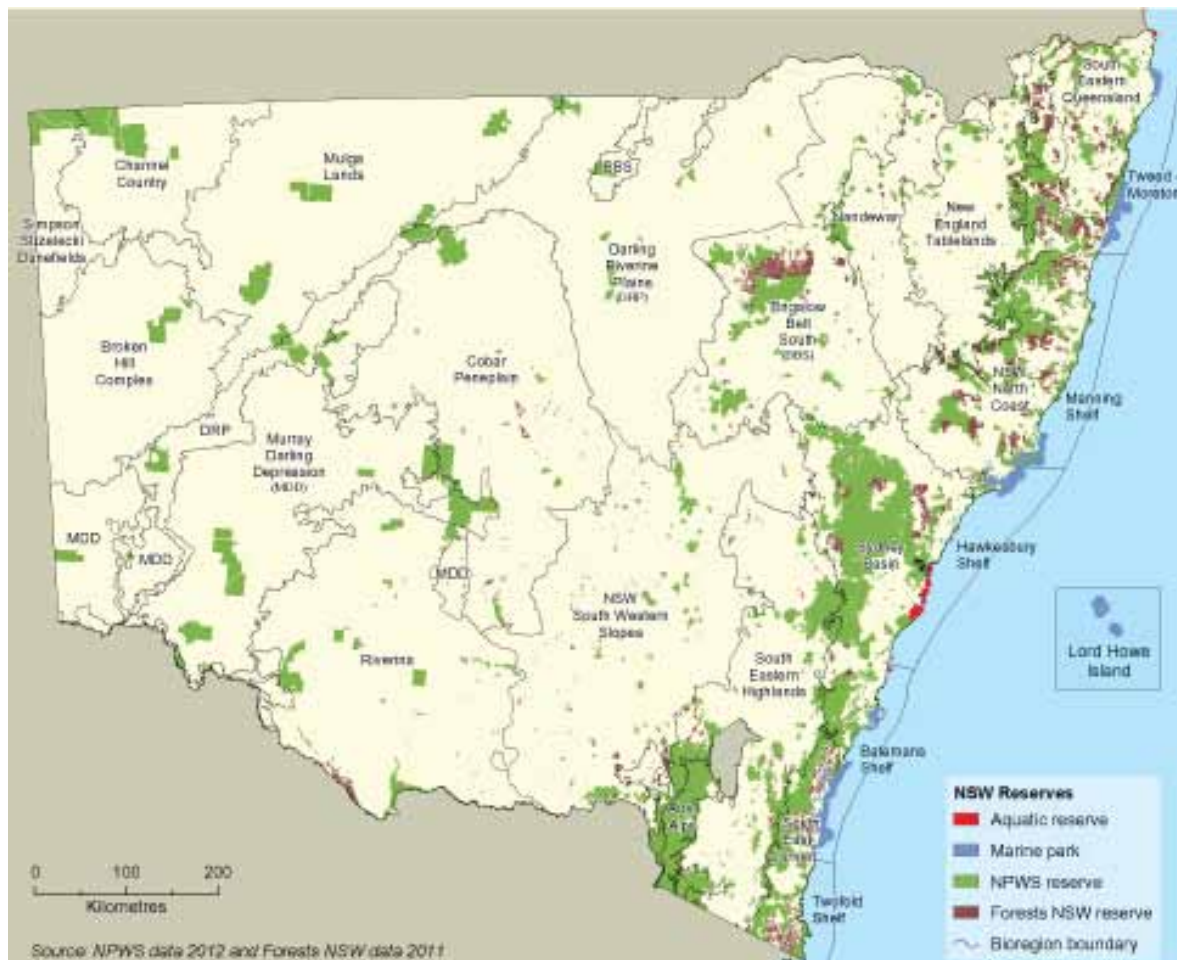 South
Eastern
Queensland
Channel
Country
Mulga
Lands
BBS
Tweed -
Moreton
Nandewar
New
England
Tablelands
Simpson
Strzelecki
Dunefields
Darling
Riverine
Plains
(DRP)
Brigalow
Belt
South
(BBS)
Broken
Hill
Complex
Cobar
Peneplain
NSW
North
Coast
Manning
Shelf
DRP
Murray
Darling
Depression
(MDD)
MDD
MDD
MDD
Sydney
Basin
Hawkesbury
Shelf
NSW
South Western
Slopes
Lord Howe
Island
Riverina
South
Eastern
Highlands
Batemans
Shelf
Aus
Alps
South
East
Corner
Twofold
Shelf
NSW Reserves
Aquatic reserve
Marine park
NPWS reserve
Forests NSW reserve
Bioregion boundary
0 100 200
Kilometres
Source: NPWS data 2012 and Forests NSW data 2011